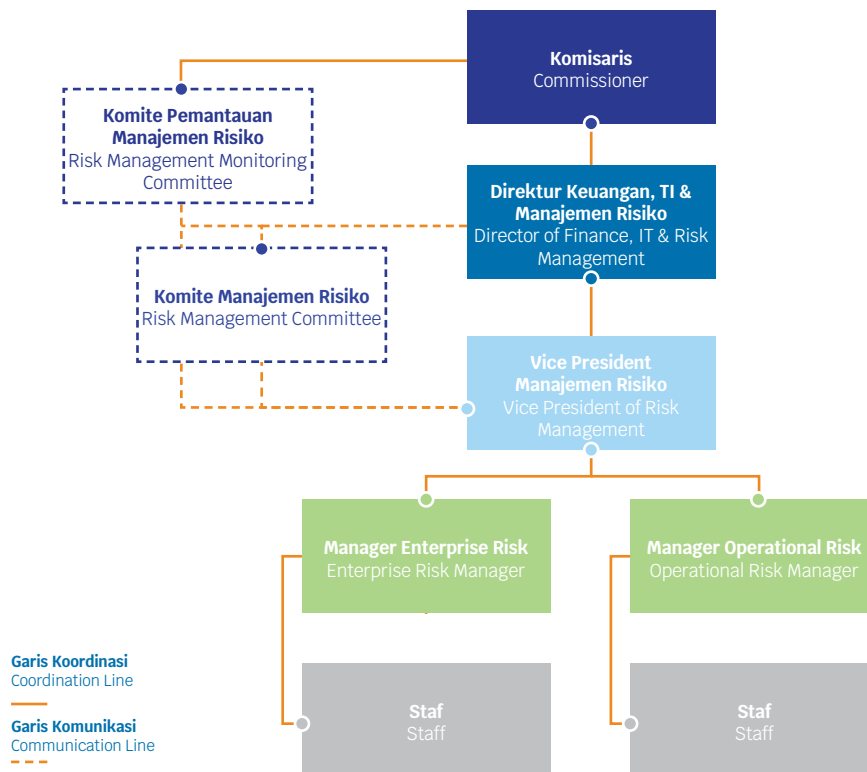 Komisaris
Commissioner
Komite Pemantauan
Manajemen Risiko
Risk Management Monitoring
Committee
Direktur Keuangan, TI &
Manajemen Risiko
Director of Finance, IT & Risk
Management
Komite Manajemen Risiko
Risk Management Committee
Vice President
Manajemen Risiko
Vice President of Risk
Management
Manager Enterprise Risk
Enterprise Risk Manager
Manager Operational Risk
Operational Risk Manager
Garis Koordinasi
Coordination Line
Garis Komunikasi
Communication Line
Staf
Staff
Staf
Staff